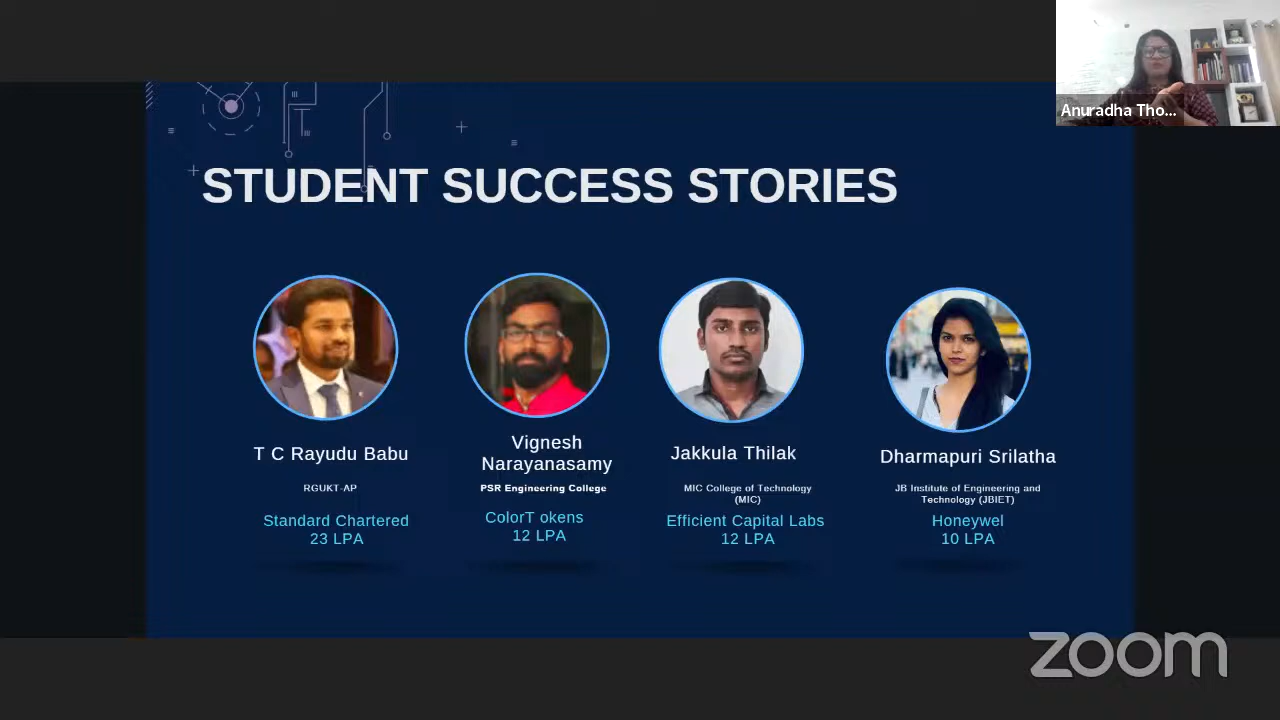 Anuradha Tho...
STUDENT SUCCESS STORIES
T C Rayudu Babu
RGUKT-AP
Standard Chartered
23 LPA
Vignesh
Narayanasamy
PSR Engineering College
ColorT okens
12 LPA
Jakkula Thilak
MIC College of Technology
(MIC)
Efficient Capital Labs
12 LPA
Dharmapuri Srilatha
JB Institute of Engineering and
Technology (JBIET)
Honeywel
10 LPA
zoom